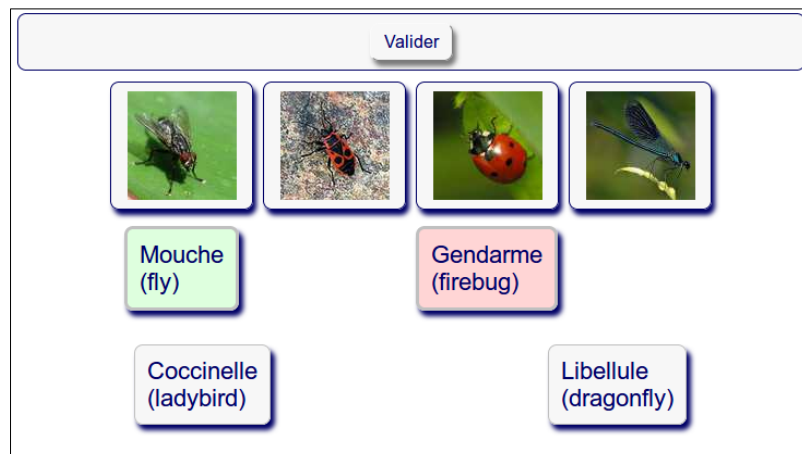 Valider
Mouche
(fly)
Gendarme
(firebug)
Coccinelle
(ladybird)
Libellule
(dragonfly)